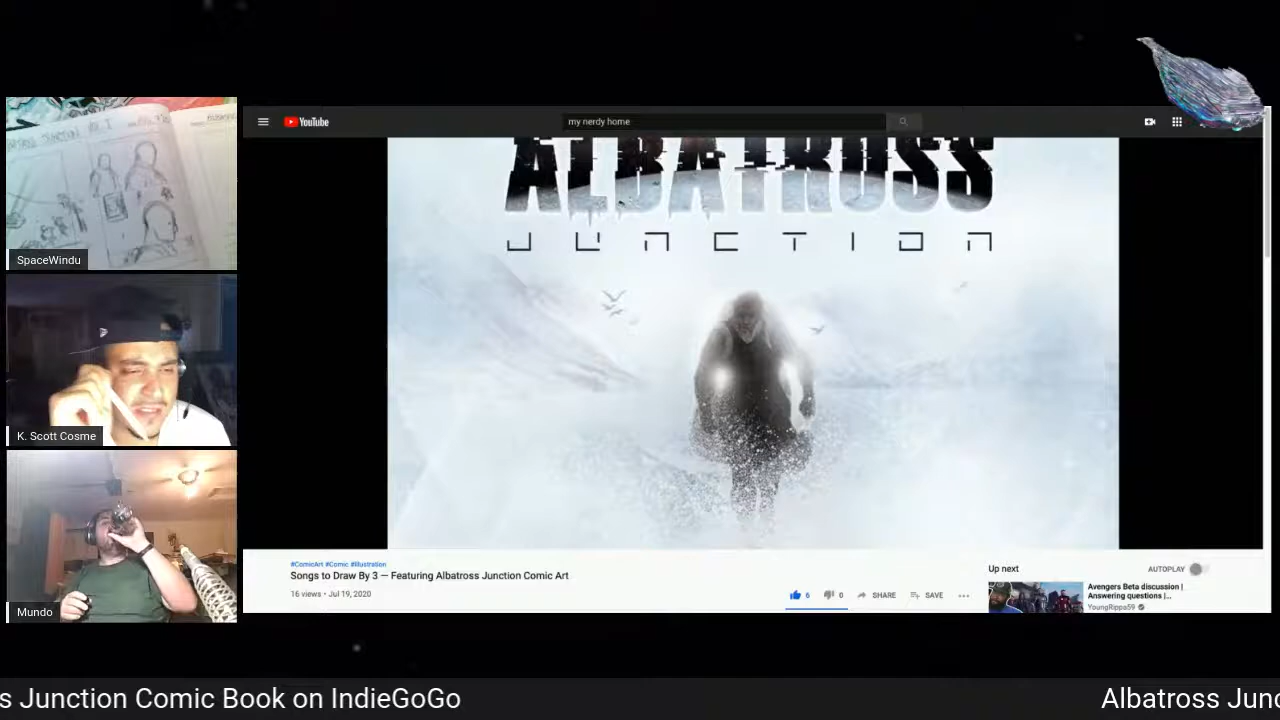 SpaceWindu
K. Scott Cosme
Mundo
YouTube
my nerdy home
ALBATROSS
JUNCTION
#ComicArt #Comic #Illustration
Songs to Draw By 3 — Featuring Albatross Junction Comic Art
16 views • Jul 19, 2020
6
0
SHARE
SAVE
Up next
AUTOPLAY
Avengers Beta discussion |
Answering questions |...
YoungRippa59
s Junction Comic Book on IndieGoGo
Albatross Junc